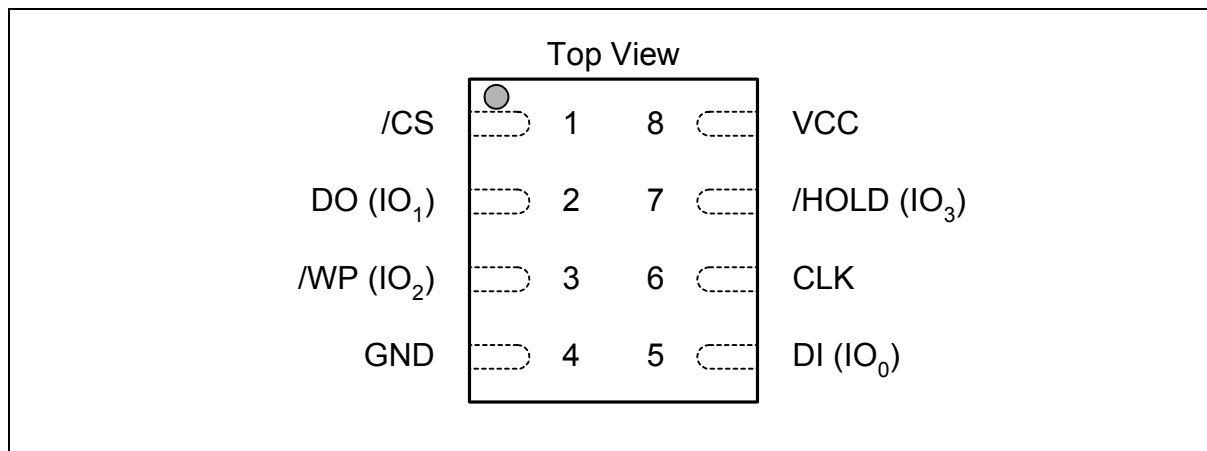 Top View
/CS 1 8 VCC
DO (IO₁) 2 7 /HOLD (IO₃)
/WP (IO₂) 3 6 CLK
GND 4 5 DI (IO₀)